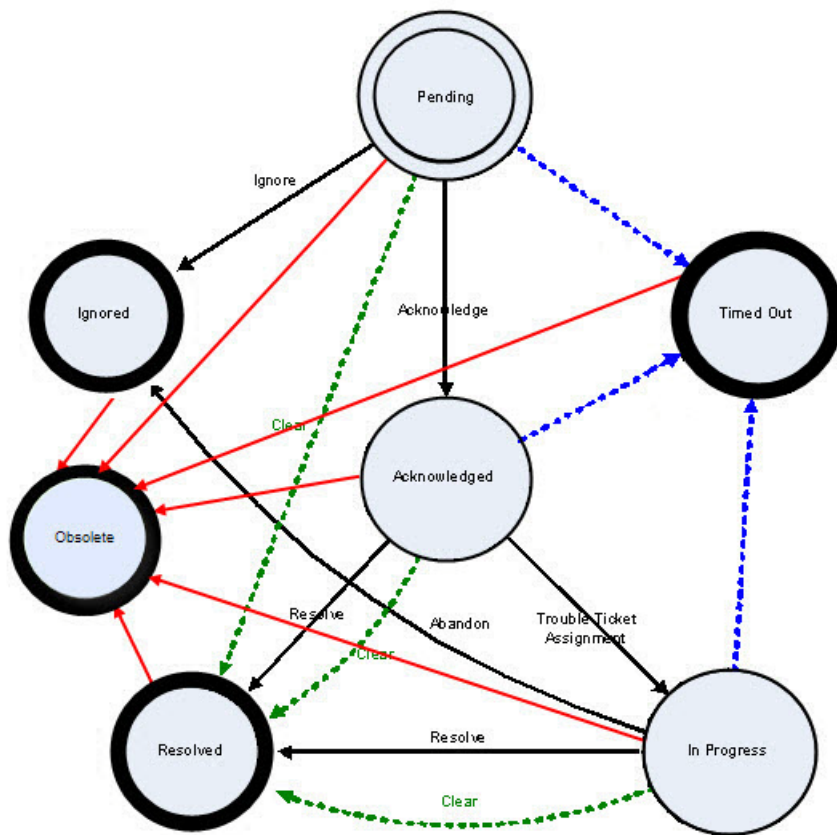 Pending
Ignore
Ignored
Timed Out
Acknowledge
Clear
Acknowledged
Obsolete
Resolve
Abandon
Trouble Ticket
Assignment
Clear
Resolved
Resolve
In Progress
Clear